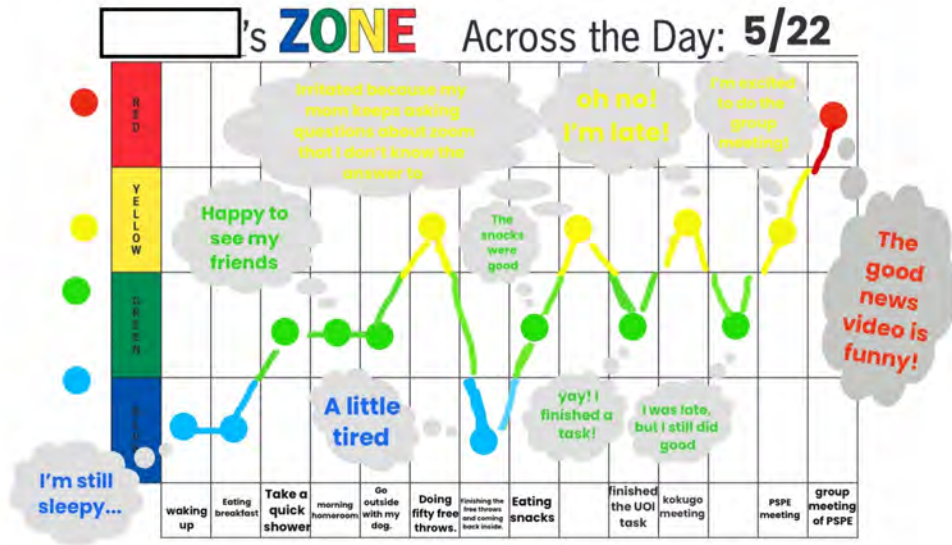 's ZONE Across the Day: 5/22
RED
YELLOW
GREEN
BLUE
Irritated because my
mom keeps asking
questions about zoom
that I don't know the
answer to
oh no!
I'm late!
I'm excited
to do the
group
meeting!
Happy to
see my
friends
The
snacks
were
good
The
good
news
video is
funny!
A little
tired
yay! I
finished a
task!
I was late,
but I still did
good
I'm still
sleepy...
waking
up
Eating
breakfast
Take a
quick
shower
morning
homeroom
Go
outside
with my
dog.
Doing
fifty free
throws.
Finishing the
free throws
and coming
back inside.
Eating
snacks
finished
the UOI
task
kokugo
meeting
PSPE
meeting
group
meeting
of PSPE